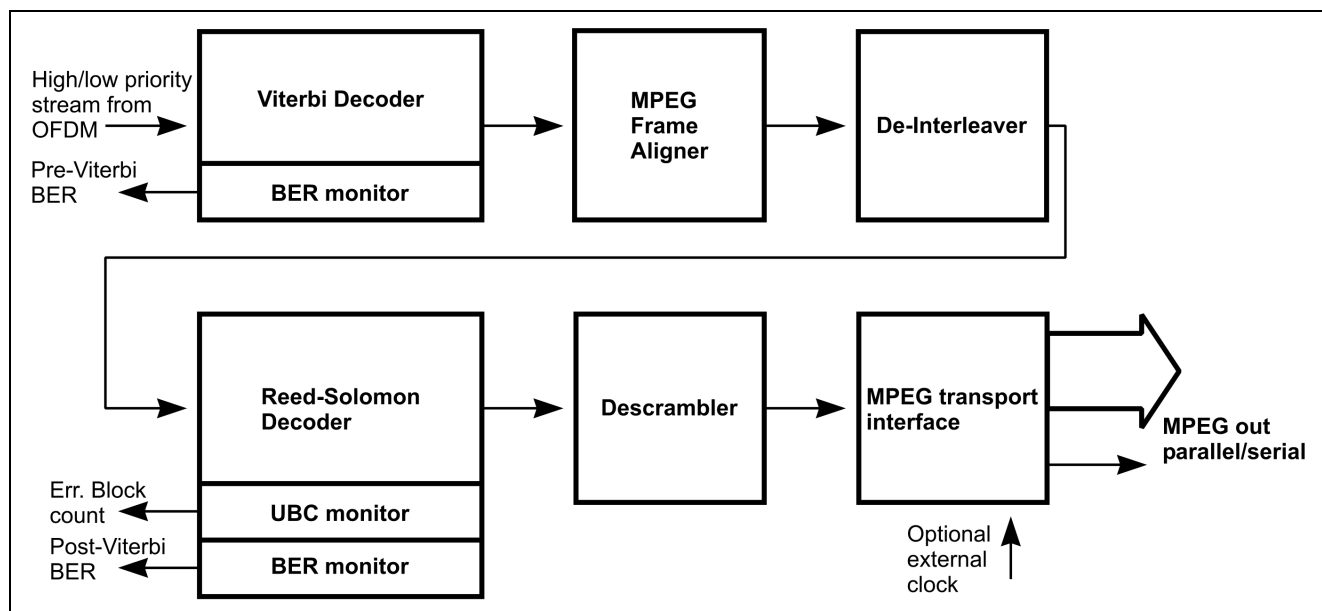 High/low priority
stream from
OFDM
Viterbi Decoder
MPEG
Frame
Aligner
De-Interleaver
Pre-Viterbi
BER
BER monitor
Reed-Solomon
Decoder
Descrambler
MPEG transport
interface
MPEG out
parallel/serial
Err. Block
count
UBC monitor
Post-Viterbi
BER
BER monitor
Optional
external
clock